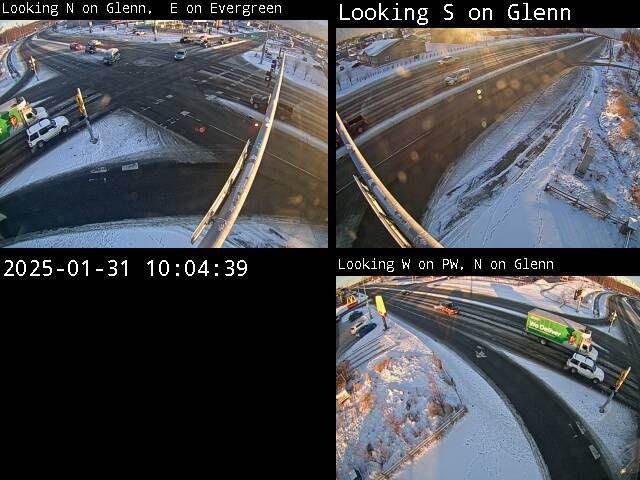 Looking N on Glenn, E on Evergreen
Looking S on Glenn
2025-01-31 10:04:39
Looking W on PW, N on Glenn
We Deliver